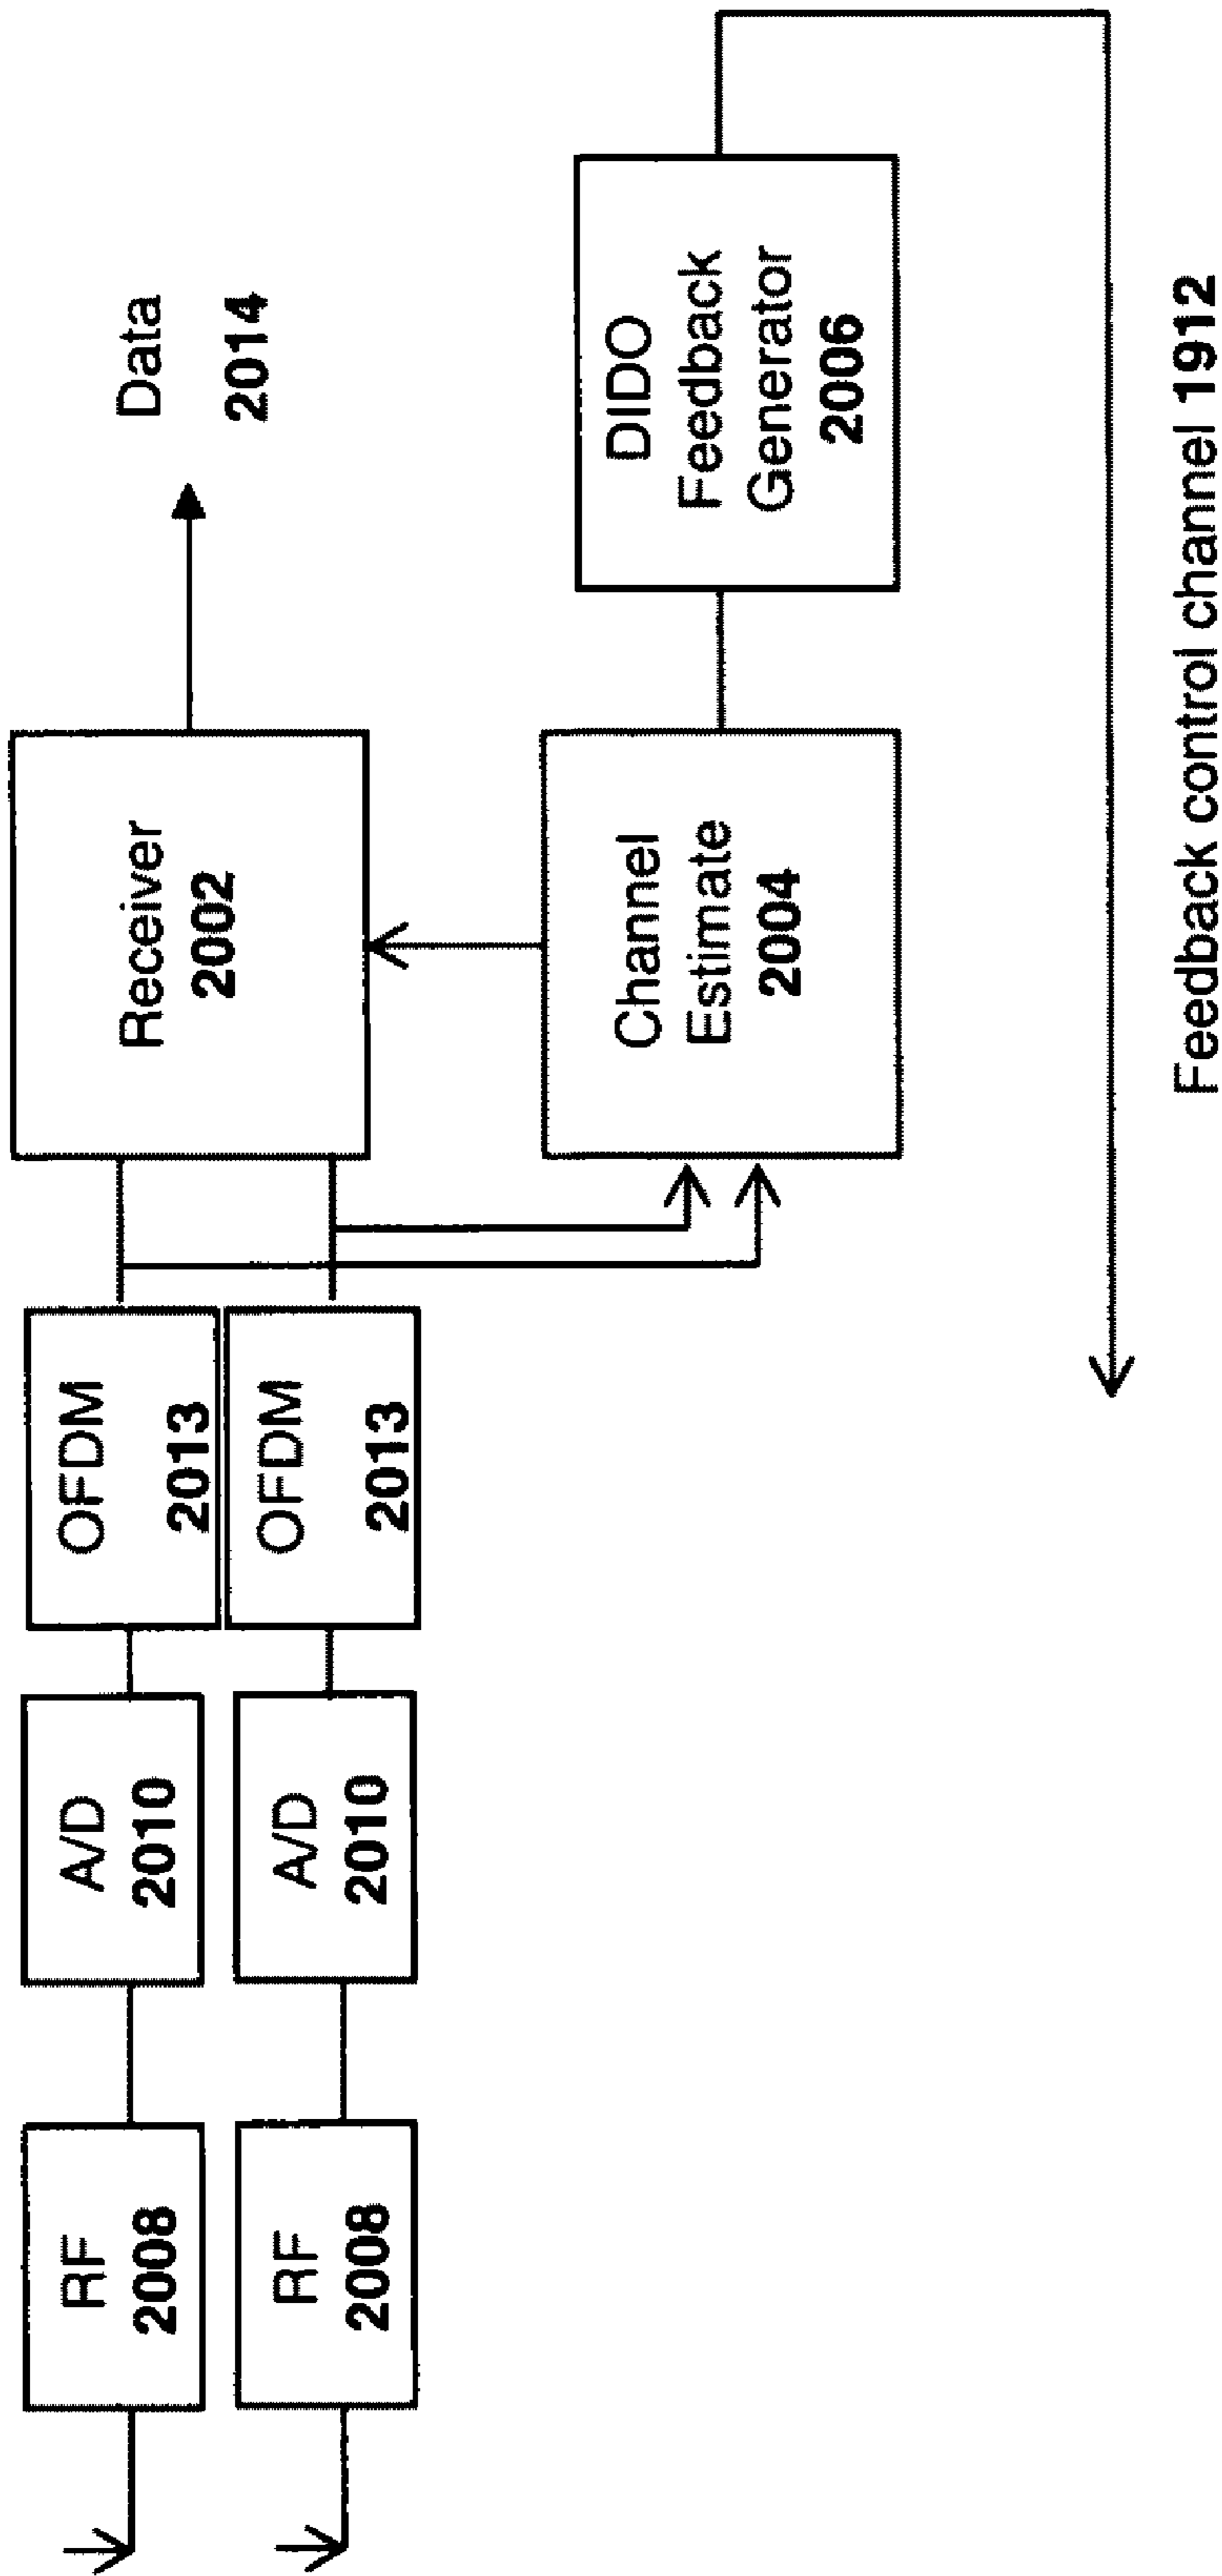 RF
2008
A/D
2010
OFDM
2013
Receiver
2002
Data
2014
RF
2008
A/D
2010
OFDM
2013
Channel
Estimate
2004
DIDO
Feedback
Generator
2006
Feedback control channel 1912